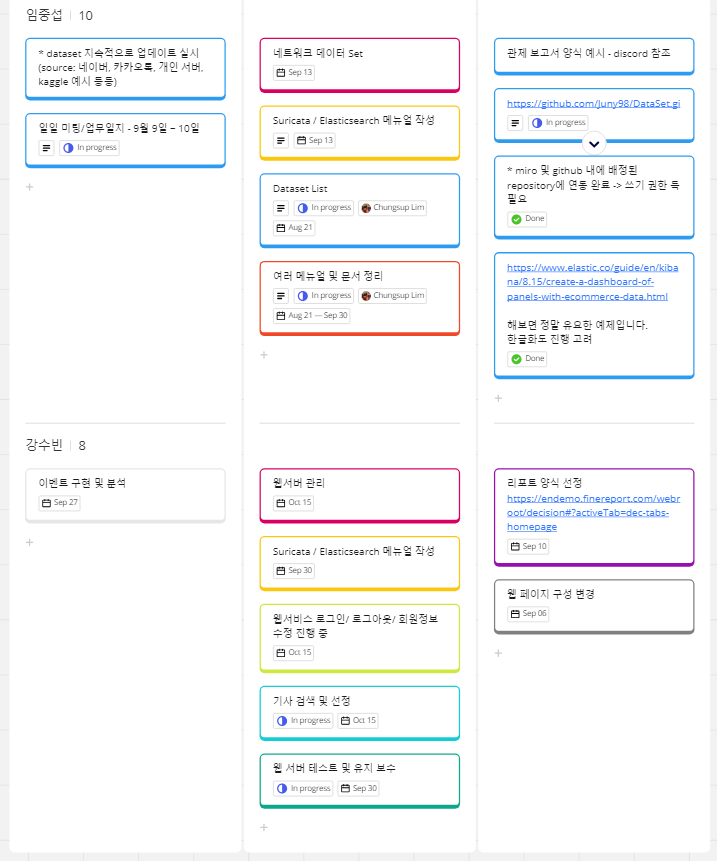 임중섭 | 10
* dataset 지속적으로 업데이트 실시
(source: 네이버, 카카오톡, 개인 서버,
kaggle 예시 등등)
일일 미팅/업무일지 - 9월 9일 ~ 10일
In progress
네트워크 데이터 Set
Sep 13
Suricata / Elasticsearch 메뉴얼 작성
Sep 13
Dataset List
In progress
Chungsup Lim
Aug 21
여러 메뉴얼 및 문서 정리
In progress
Chungsup Lim
Aug 21 — Sep 30
관제 보고서 양식 예시 - discord 참조
https://github.com/Juny98/DataSet.gi
In progress
* miro 및 github 내에 배정된
repository에 연동 완료 -> 쓰기 권한 득
필요
Done
https://www.elastic.co/guide/en/kiba
na/8.15/create-a-dashboard-of-
panels-with-ecommerce-data.html
해보면 정말 유요한 예제입니다.
한글화도 진행 고려
Done
강수빈 | 8
이벤트 구현 및 분석
Sep 27
웹서버 관리
Oct 15
Suricata / Elasticsearch 메뉴얼 작성
Sep 30
웹서비스 로그인/ 로그아웃/ 회원정보
수정 진행 중
Oct 15
기사 검색 및 선정
In progress
Oct 15
웹 서버 테스트 및 유지 보수
In progress
Sep 30
리포트 양식 선정
https://endemo.finereport.com/webr
oot/decision#?activeTab=dec-tabs-
homepage
Sep 10
웹 페이지 구성 변경
Sep 06